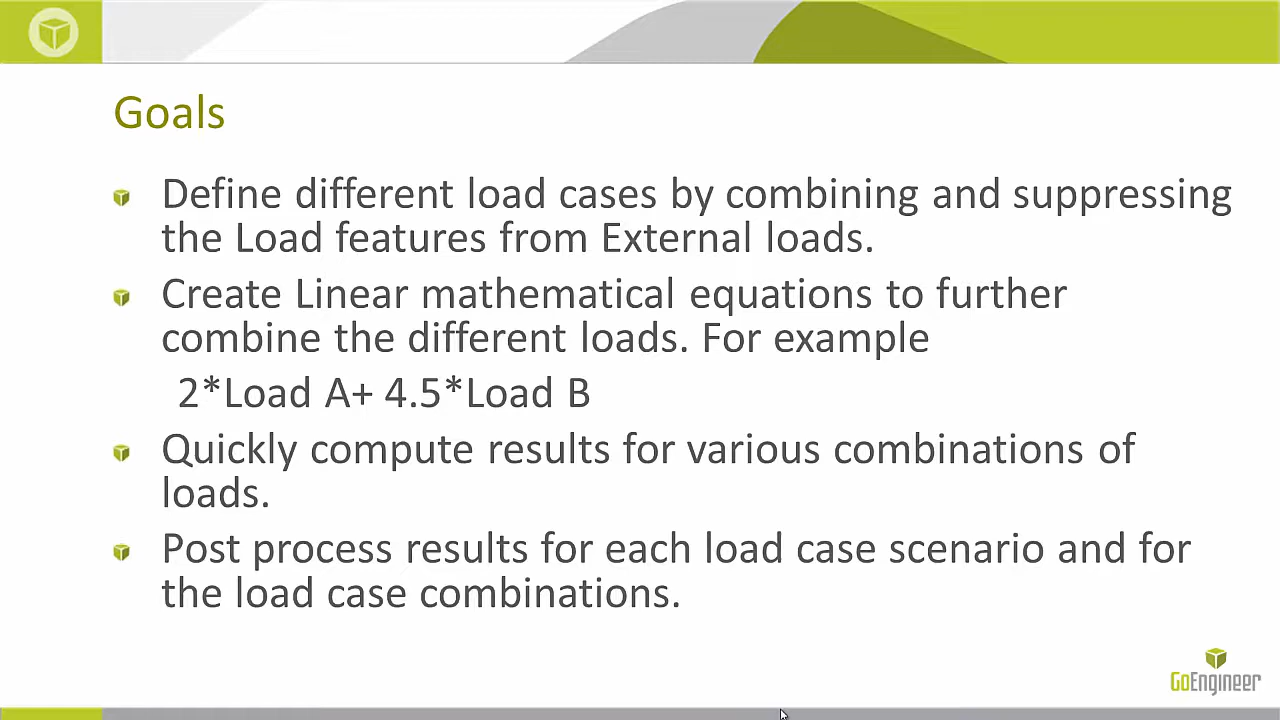 Goals
Define different load cases by combining and suppressing
the Load features from External loads.
Create Linear mathematical equations to further
combine the different loads. For example
2*Load A+ 4.5*Load B
Quickly compute results for various combinations of
loads.
Post process results for each load case scenario and for
the load case combinations.
GoEngineer